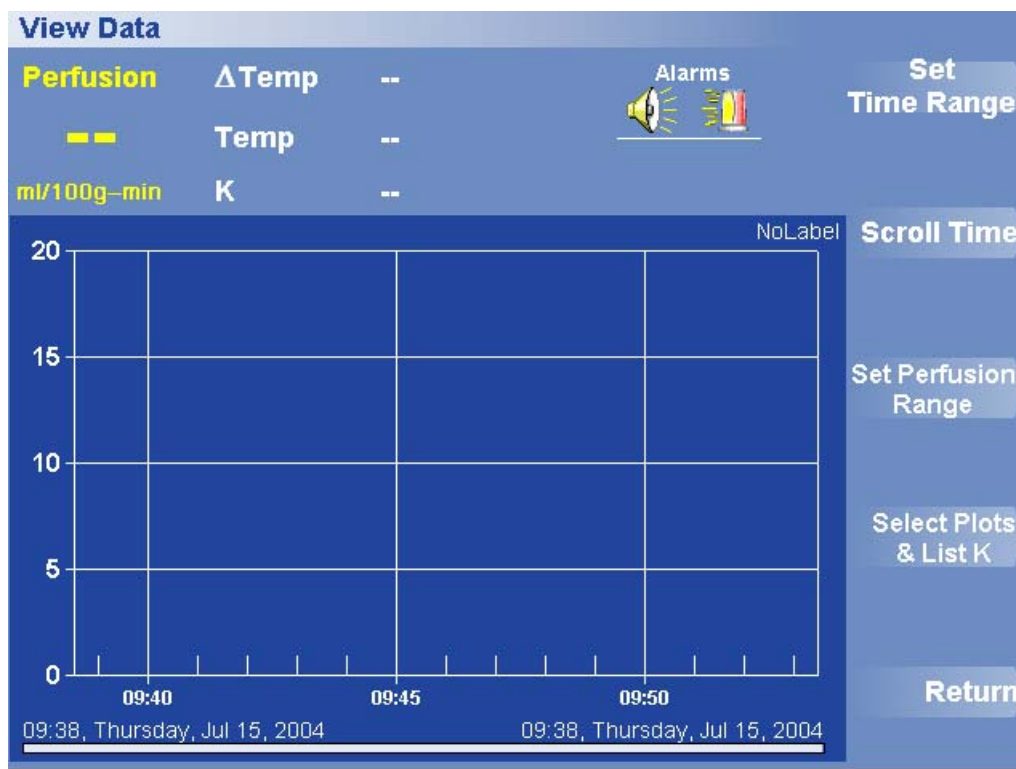 View Data
Perfusion ΔTemp --
-- Temp --
ml/100g–min K --
Alarms
Set
Time Range
Scroll Time
Set Perfusion
Range
Select Plots
& List K
Return
NoLabel
20
15
10
5
0
09:40 09:45 09:50
09:38, Thursday, Jul 15, 2004 09:38, Thursday, Jul 15, 2004